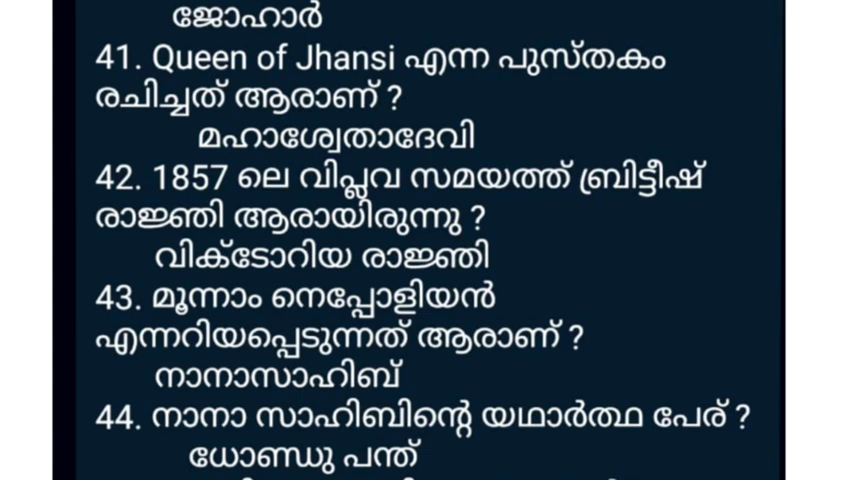 ജോഹാർ
41. Queen of Jhansi എന്ന പുസ്തകം
രചിച്ചത് ആരാണ് ?
മഹാശ്വേതാദേവി
42. 1857 ലെ വിപ്ലവ സമയത്ത് ബ്രിട്ടീഷ്
രാജ്ഞി ആരായിരുന്നു ?
വിക്ടോറിയ രാജ്ഞി
43. മൂന്നാം നെപ്പോളിയൻ
എന്നറിയപ്പെടുന്നത് ആരാണ് ?
നാനാസാഹിബ്
44. നാനാ സാഹിബിന്റെ യഥാർത്ഥ പേര് ?
ധോണ്ഡു പന്ത്